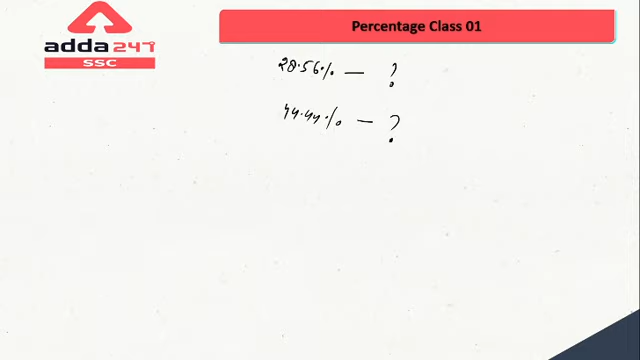 adda247
SSC
Percentage Class 01
28.56% — ?
44.44% — ?